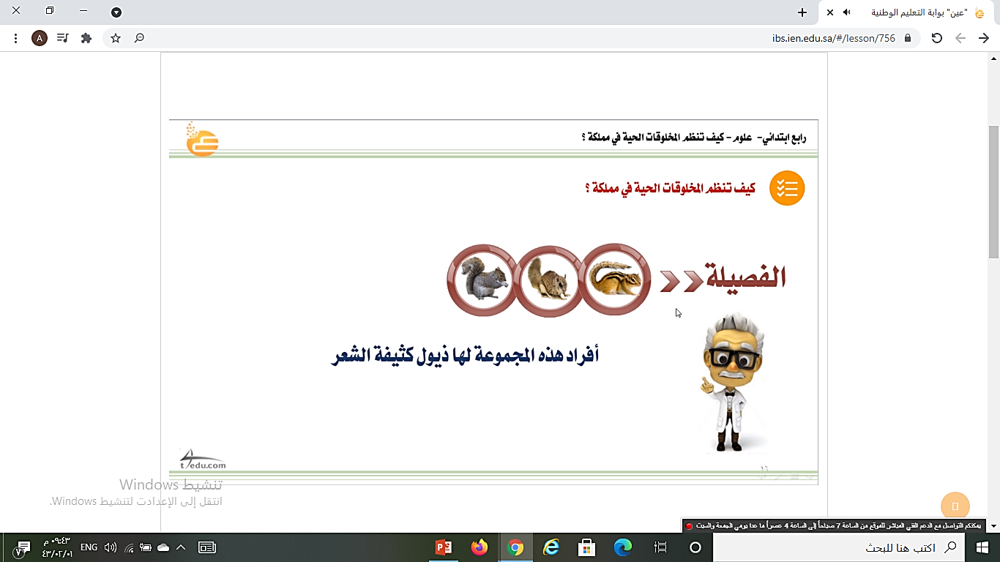 "عين" بوابة التعليم الوطنية
ibs.ien.edu.sa/#/lesson/756
A
رابع ابتدائي- علوم - كيف تنظم المخلوقات الحية في مملكة ؟
كيف تنظم المخلوقات الحية في مملكة ؟
الفصيلة
أفراد هذه المجموعة لها ذيول كثيفة الشعر
t4edu.com
١٦
تنشيط Windows
انتقل إلى الإعدادات لتنشيط Windows.
يمكنكم التواصل مع الدعم الفني المباشر للموقع من الساعة 7 صباحاً إلى الساعة 4 عصراً ما عدا يومي الجمعة والسبت
اكتب هنا للبحث
ENG
٠٩:٤٣ م
٤٣/٠٢/٠١